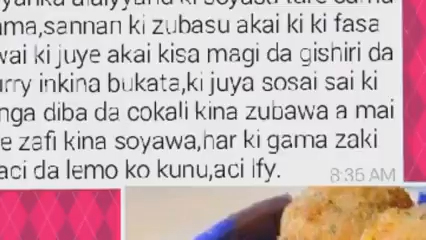 ma,sannan ki zubasu akai ki ki fasa
wai ki juye akai kisa magi da gishiri da
urry inkina bukata,ki juya sosai sai ki
nga diba da cokali kina zubawa a mai
e zafi kina soyawa,har ki gama zaki
aci da lemo ko kunu,aci lfy.
8:35 AM